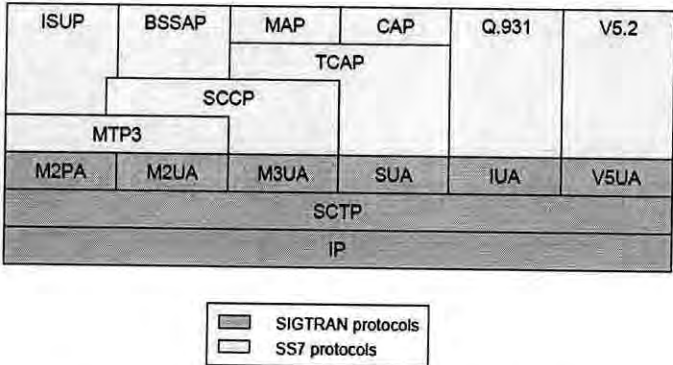 ISUP BSSAP MAP CAP Q.931 V5.2
TCAP
SCCP
MTP3
M2PA M2UA M3UA SUA IUA V5UA
SCTP
IP
SIGTRAN protocols
SS7 protocols